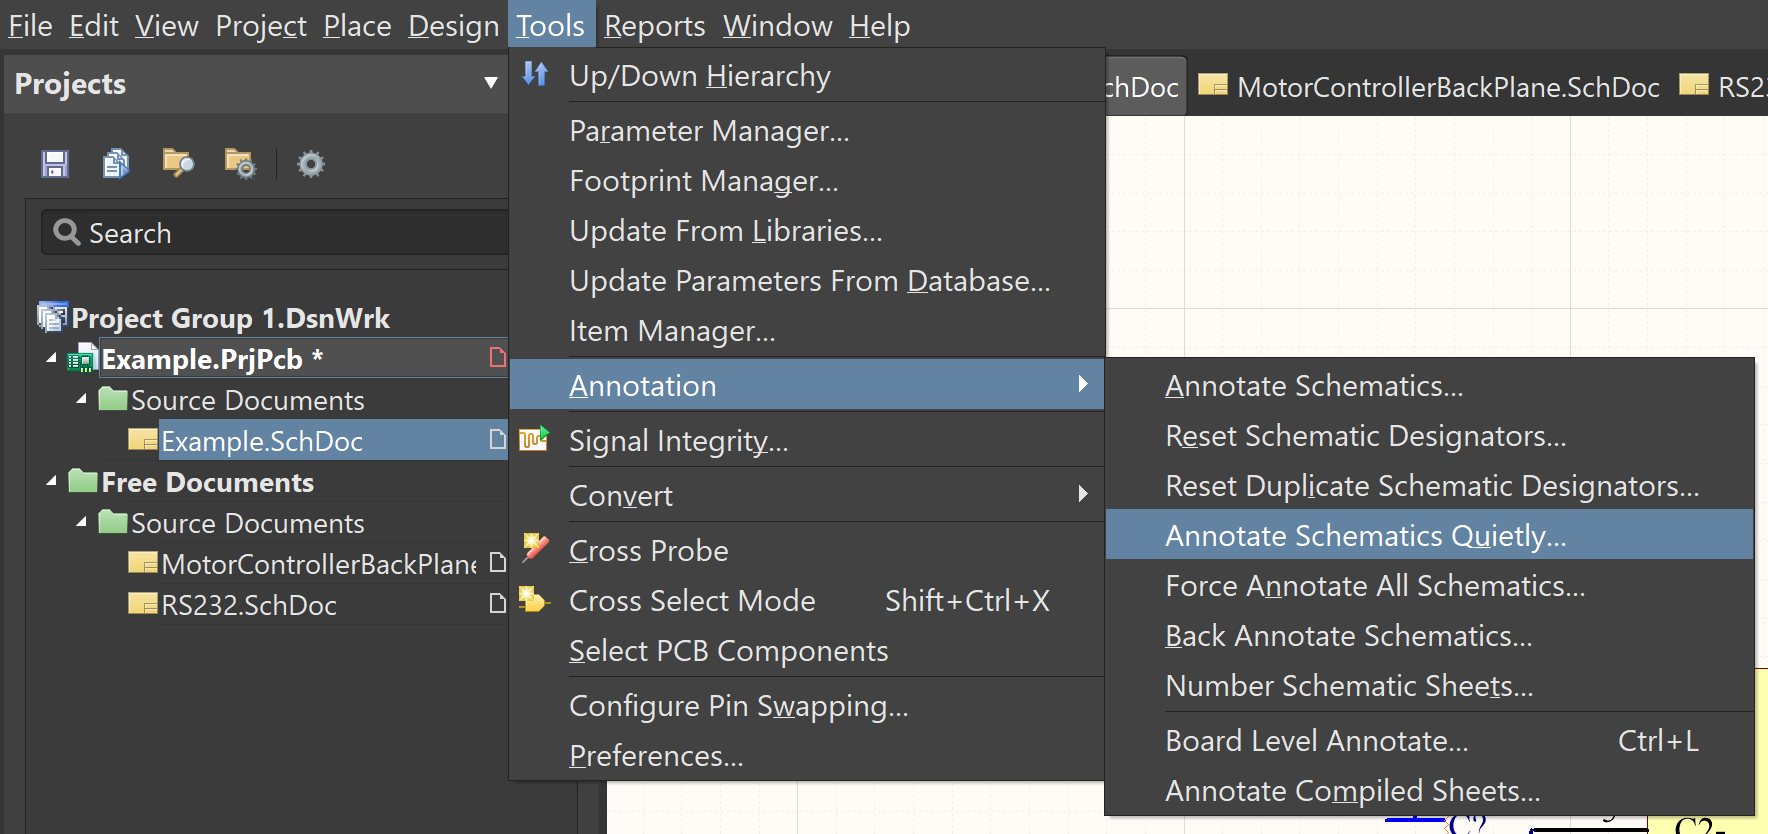 File Edit View Project Place Design Tools Reports Window Help
Projects
Search
Project Group 1.DsnWrk
Example.PrjPcb *
Source Documents
Example.SchDoc
Free Documents
Source Documents
MotorControllerBackPlane
RS232.SchDoc
Up/Down Hierarchy
Parameter Manager...
Footprint Manager...
Update From Libraries...
Update Parameters From Database...
Item Manager...
Annotation
Signal Integrity...
Convert
Cross Probe
Cross Select Mode Shift+Ctrl+X
Select PCB Components
Configure Pin Swapping...
Preferences...
chDoc MotorControllerBackPlane.SchDoc RS23
Annotate Schematics...
Reset Schematic Designators...
Reset Duplicate Schematic Designators...
Annotate Schematics Quietly...
Force Annotate All Schematics...
Back Annotate Schematics...
Number Schematic Sheets...
Board Level Annotate... Ctrl+L
Annotate Compiled Sheets...
C? C2-